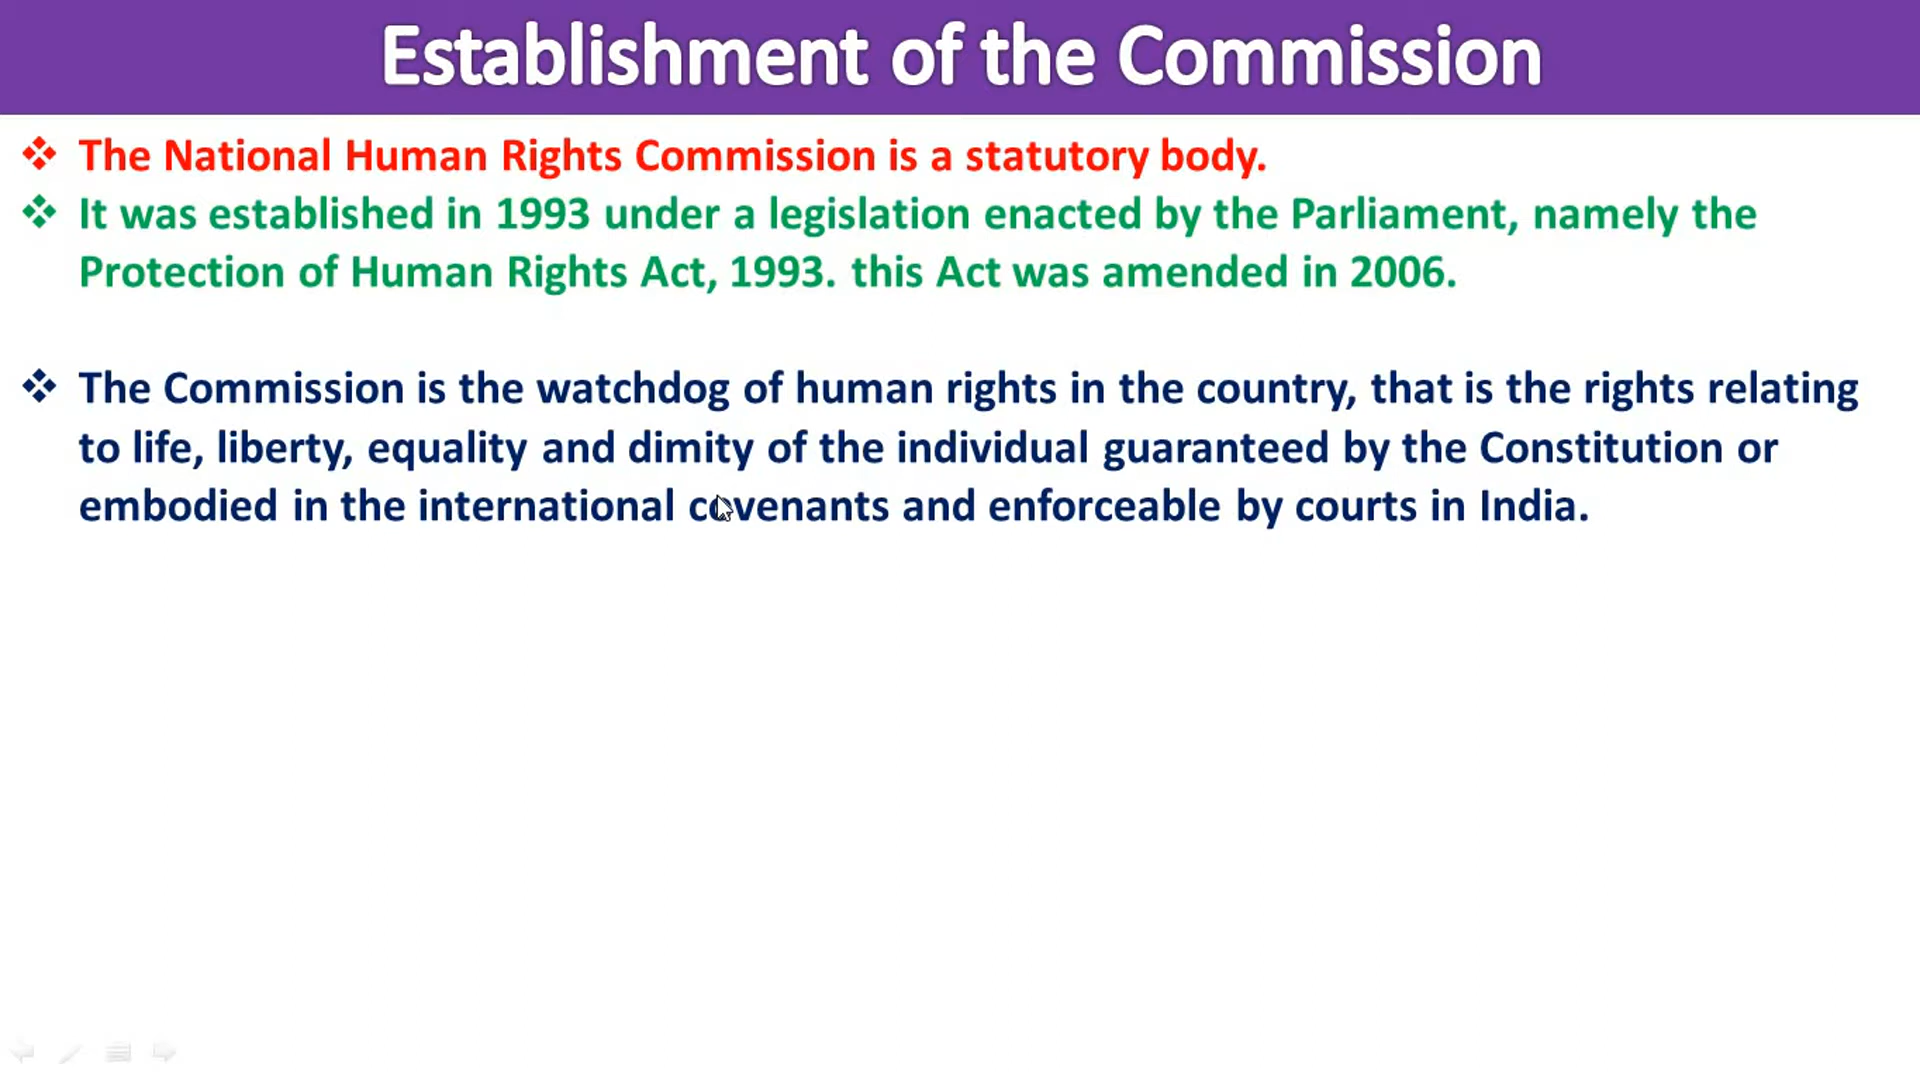 Establishment of the Commission
❖ The National Human Rights Commission is a statutory body.
❖ It was established in 1993 under a legislation enacted by the Parliament, namely the
Protection of Human Rights Act, 1993. this Act was amended in 2006.
❖ The Commission is the watchdog of human rights in the country, that is the rights relating
to life, liberty, equality and dimity of the individual guaranteed by the Constitution or
embodied in the international covenants and enforceable by courts in India.